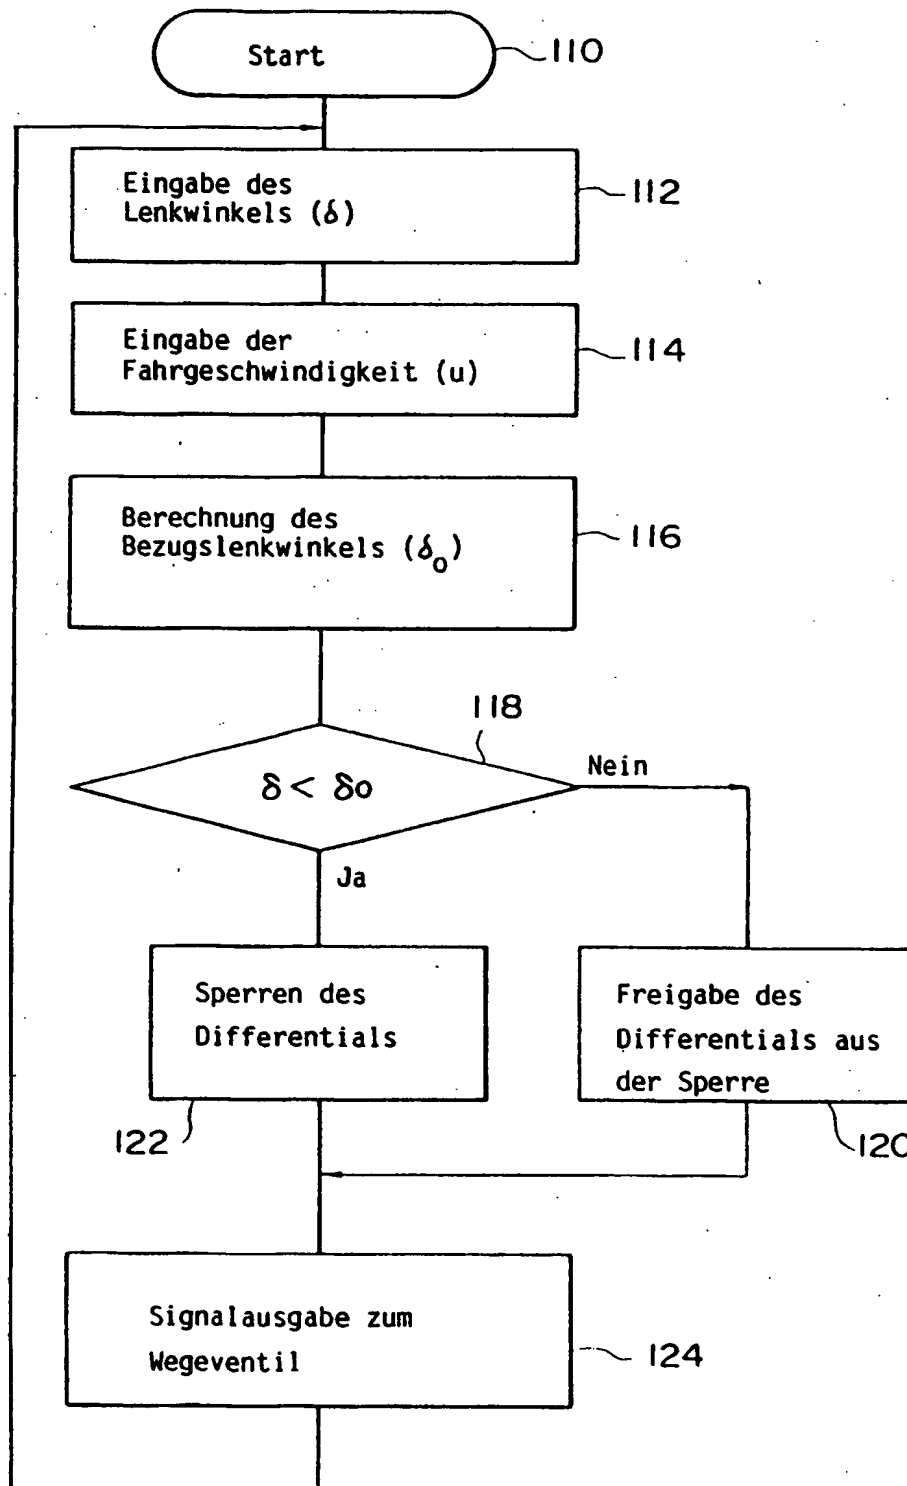 Start
110
Eingabe des
Lenkwinkels (δ)
112
Eingabe der
Fahrgeschwindigkeit (u)
114
Berechnung des
Bezugslenkwinkels (δ₀)
116
118
δ < δo
Nein
Ja
Sperren des
Differentials
122
Freigabe des
Differentials aus
der Sperre
120
Signalausgabe zum
Wegeventil
124